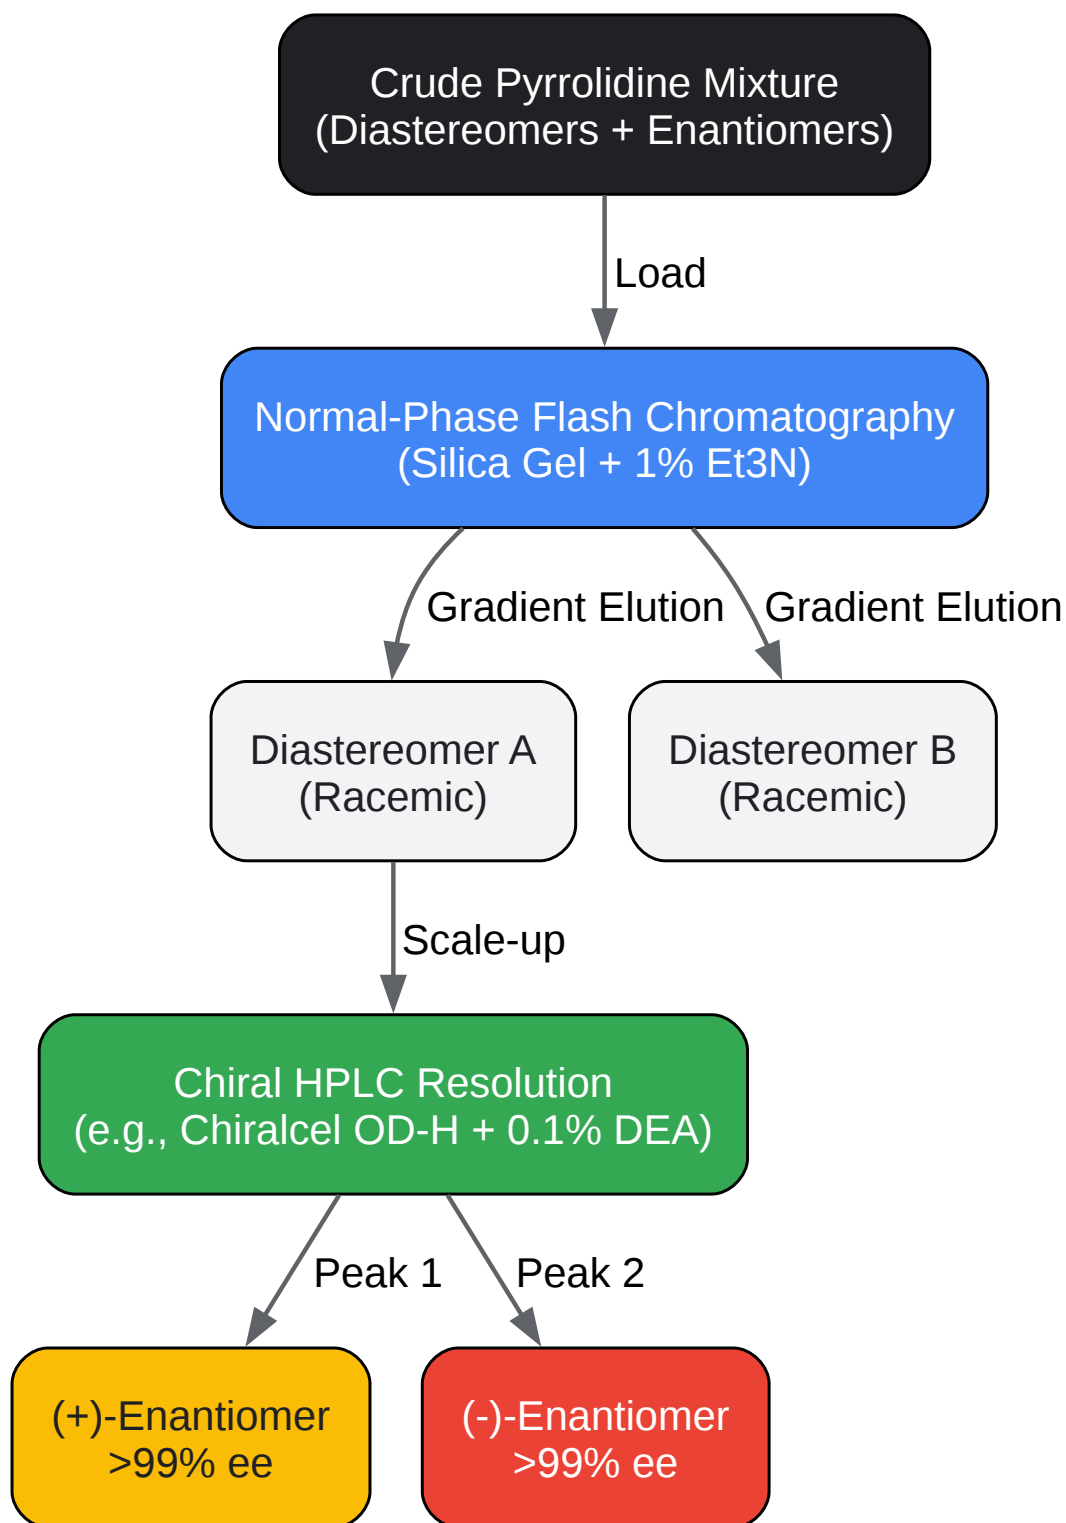 Crude Pyrrolidine Mixture
(Diastereomers + Enantiomers)
Load
Normal-Phase Flash Chromatography
(Silica Gel + 1% Et3N)
Gradient Elution
Gradient Elution
Diastereomer A
(Racemic)
Diastereomer B
(Racemic)
Scale-up
Chiral HPLC Resolution
(e.g., Chiralcel OD-H + 0.1% DEA)
Peak 1
Peak 2
(+)-Enantiomer
>99% ee
(-)-Enantiomer
>99% ee